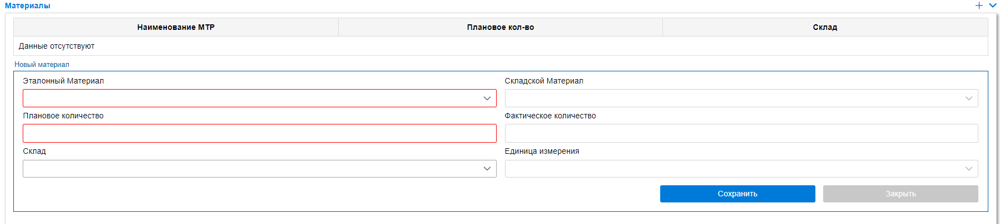 Материалы
Наименование МТР Плановое кол-во Склад
Данные отсутствуют
Новый материал
Эталонный Материал Складской Материал
Плановое количество Фактическое количество
Склад Единица измерения
Сохранить Закрыть